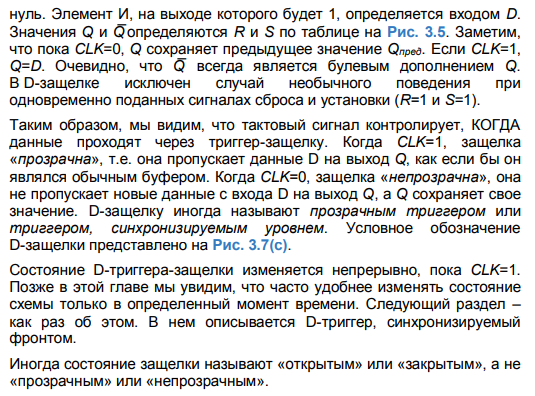 нуль. Элемент И, на выходе которого будет 1, определяется входом D.
Значения Q и Q̅ определяются R и S по таблице на Рис. 3.5. Заметим,
что пока CLK=0, Q сохраняет предыдущее значение Qпред. Если CLK=1,
Q=D. Очевидно, что Q̅ всегда является булевым дополнением Q.
В D-защелке исключен случай необычного поведения при
одновременно поданных сигналах сброса и установки (R=1 и S=1).
Таким образом, мы видим, что тактовый сигнал контролирует, КОГДА
данные проходят через триггер-защелку. Когда CLK=1, защелка
«прозрачна», т.е. она пропускает данные D на выход Q, как если бы он
являлся обычным буфером. Когда CLK=0, защелка «непрозрачна», она
не пропускает новые данные с входа D на выход Q, а Q сохраняет свое
значение. D-защелку иногда называют прозрачным триггером или
триггером, синхронизируемым уровнем. Условное обозначение
D-защелки представлено на Рис. 3.7(c).
Состояние D-триггера-защелки изменяется непрерывно, пока CLK=1.
Позже в этой главе мы увидим, что часто удобнее изменять состояние
схемы только в определенный момент времени. Следующий раздел –
как раз об этом. В нем описывается D-триггер, синхронизируемый
фронтом.
Иногда состояние защелки называют «открытым» или «закрытым», а не
«прозрачным» или «непрозрачным».